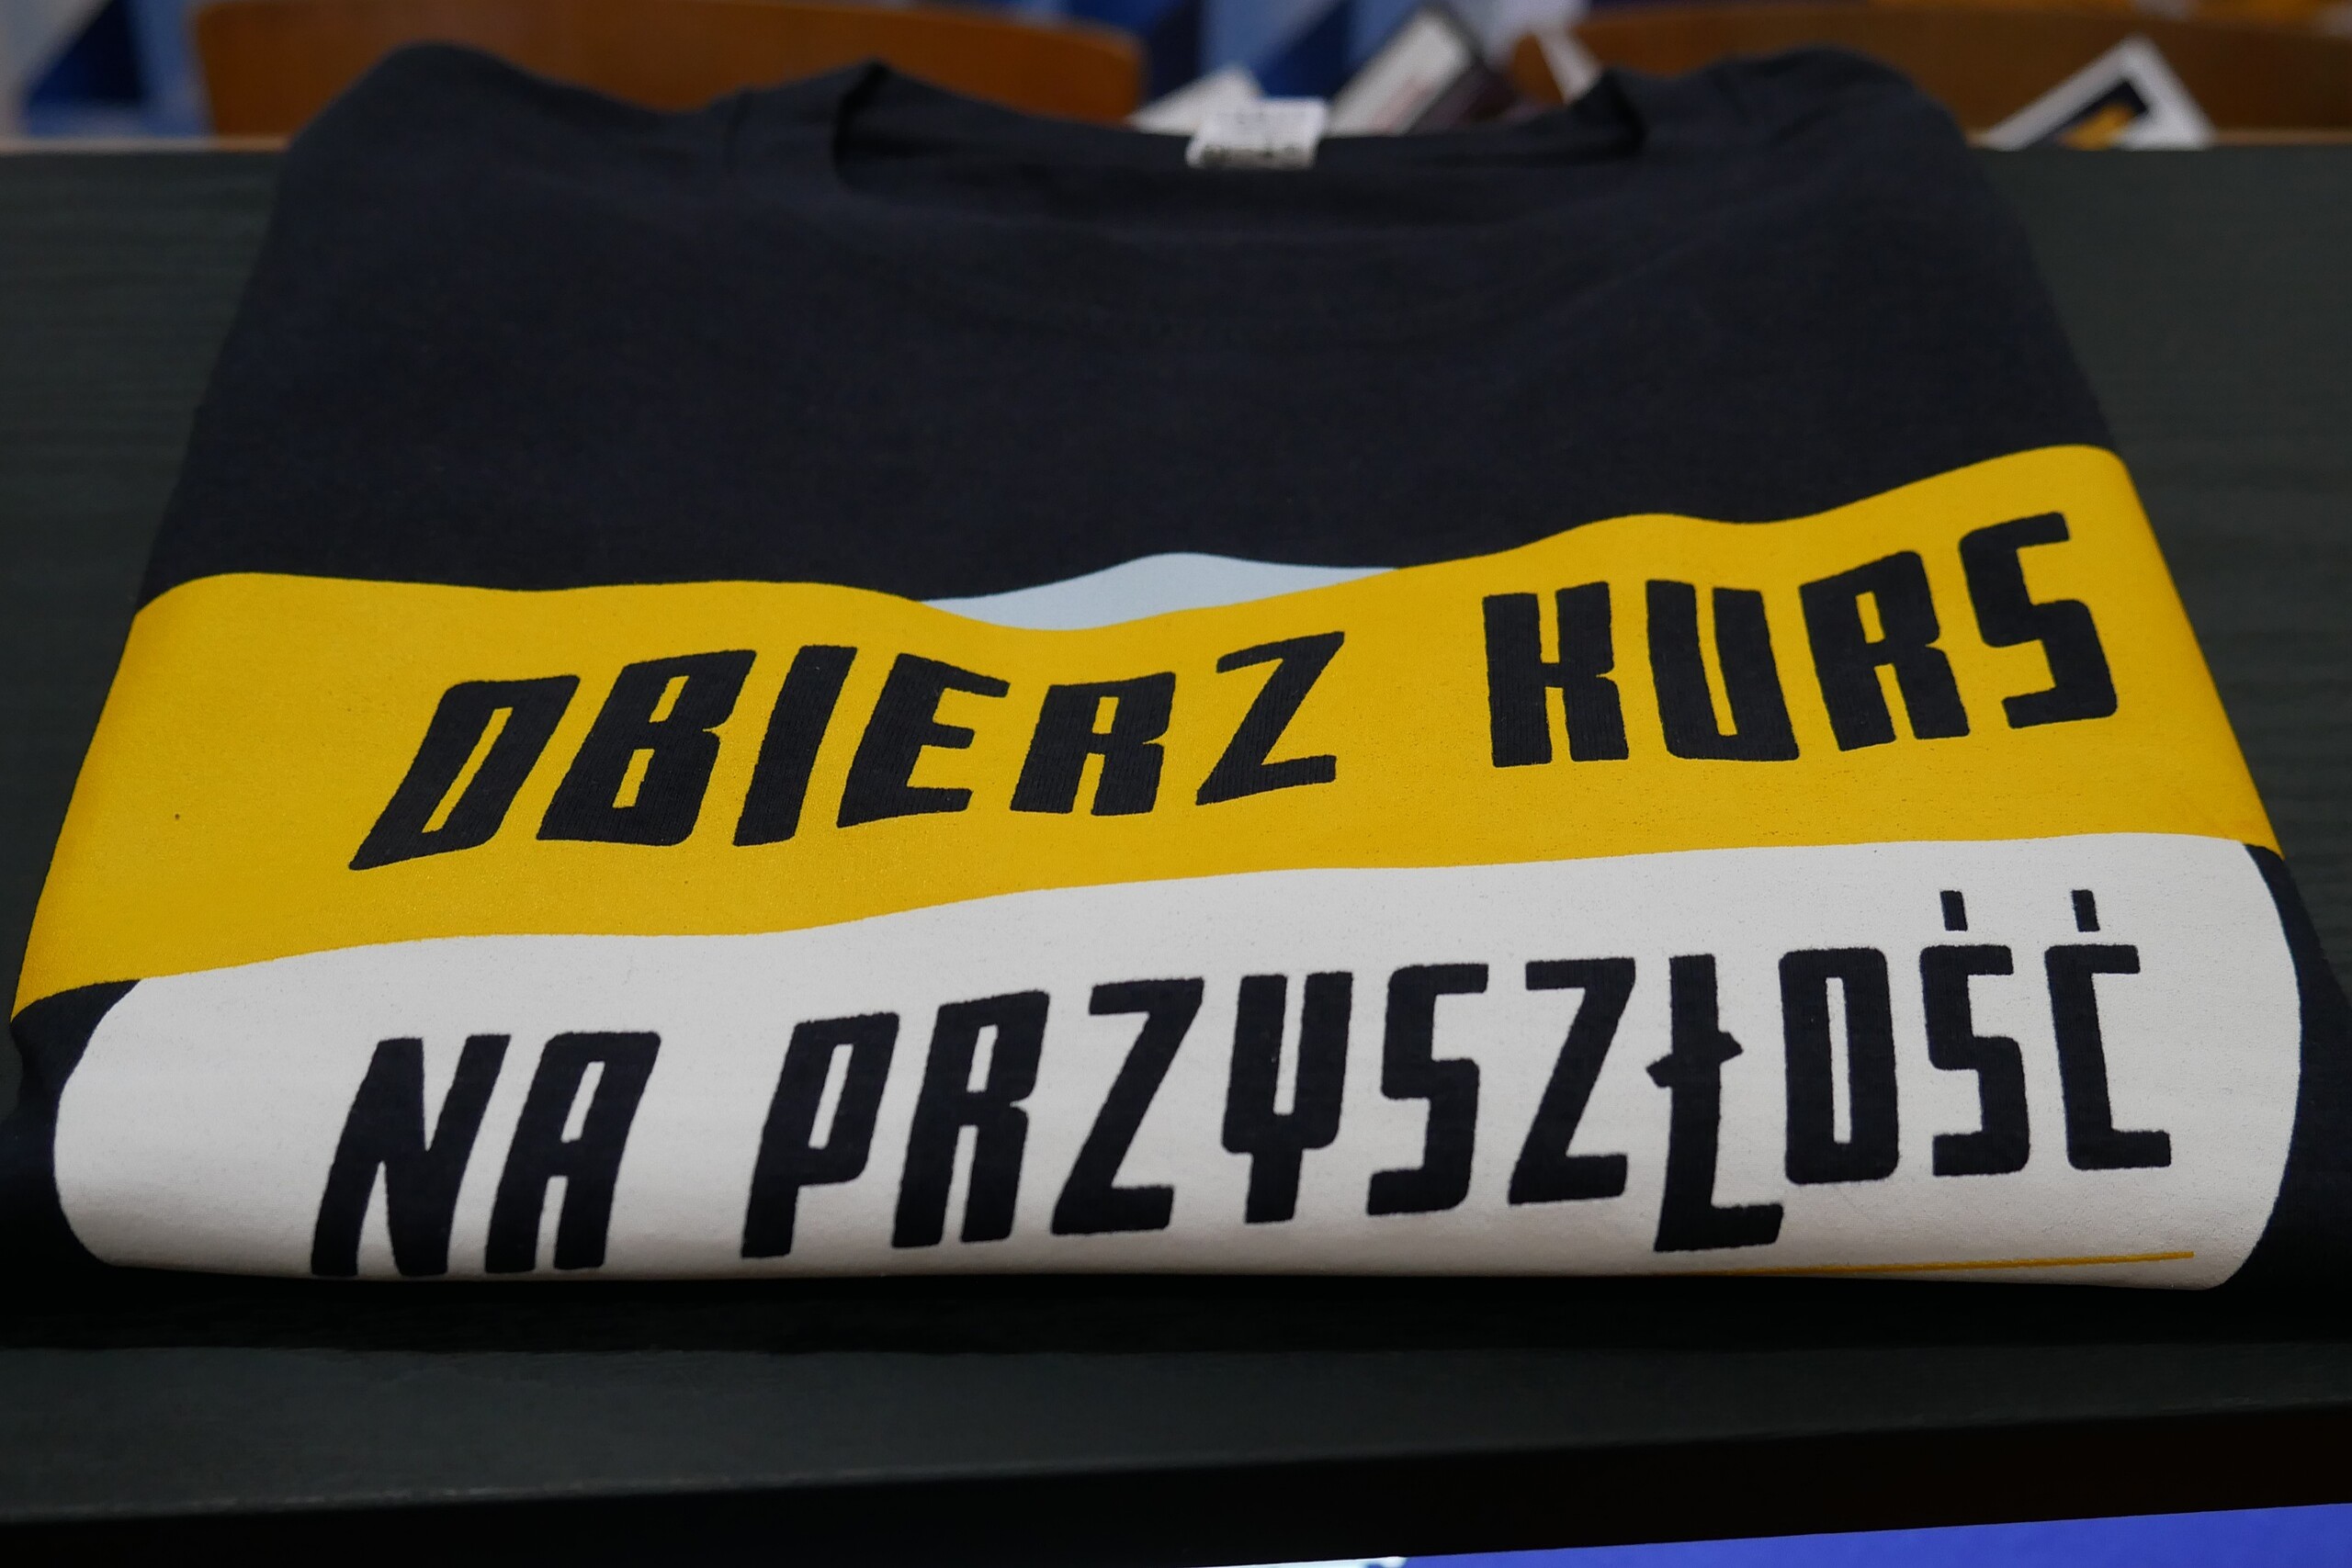 OBIERZ KURS
NA PRZYSZŁOŚĆ